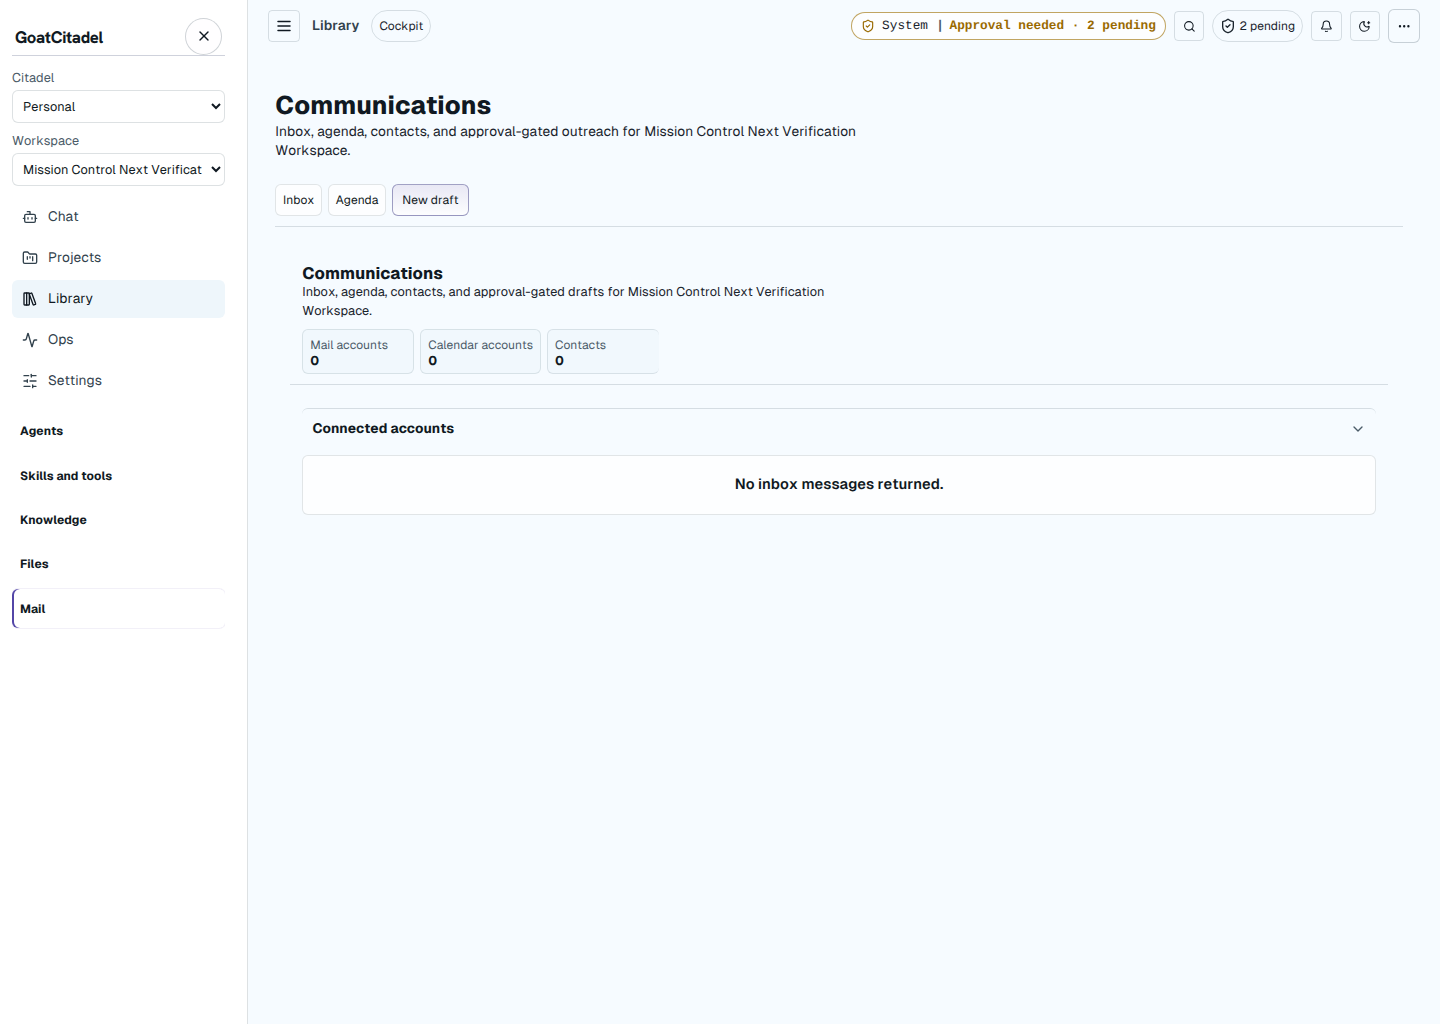 GoatCitadel
Citadel
Personal
Workspace
Mission Control Next Verificat
Chat
Projects
Library
Ops
Settings
Agents
Skills and tools
Knowledge
Files
Mail
Library
Cockpit
System | Approval needed · 2 pending
2 pending
Communications
Inbox, agenda, contacts, and approval-gated outreach for Mission Control Next Verification
Workspace.
Inbox
Agenda
New draft
Communications
Inbox, agenda, contacts, and approval-gated drafts for Mission Control Next Verification
Workspace.
Mail accounts
0
Calendar accounts
0
Contacts
0
Connected accounts
No inbox messages returned.